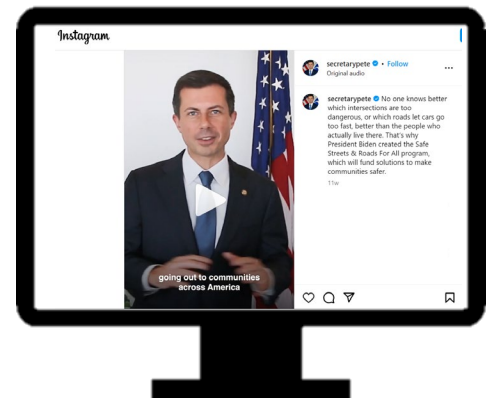 Instagram
secretarypete • Follow
Original audio
secretarypete No one knows better
which intersections are too
dangerous, or which roads let cars go
too fast, better than the people who
actually live there. That's why
President Biden created the Safe
Streets & Roads For All program,
which will fund solutions to make
communities safer.
11w
going out to communities
across America